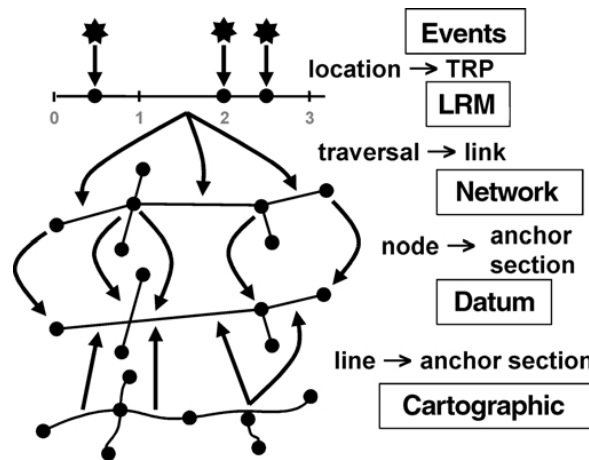 Events
location → TRP
LRM
0 1 2 3
traversal → link
Network
node → anchor
section
Datum
line → anchor section
Cartographic